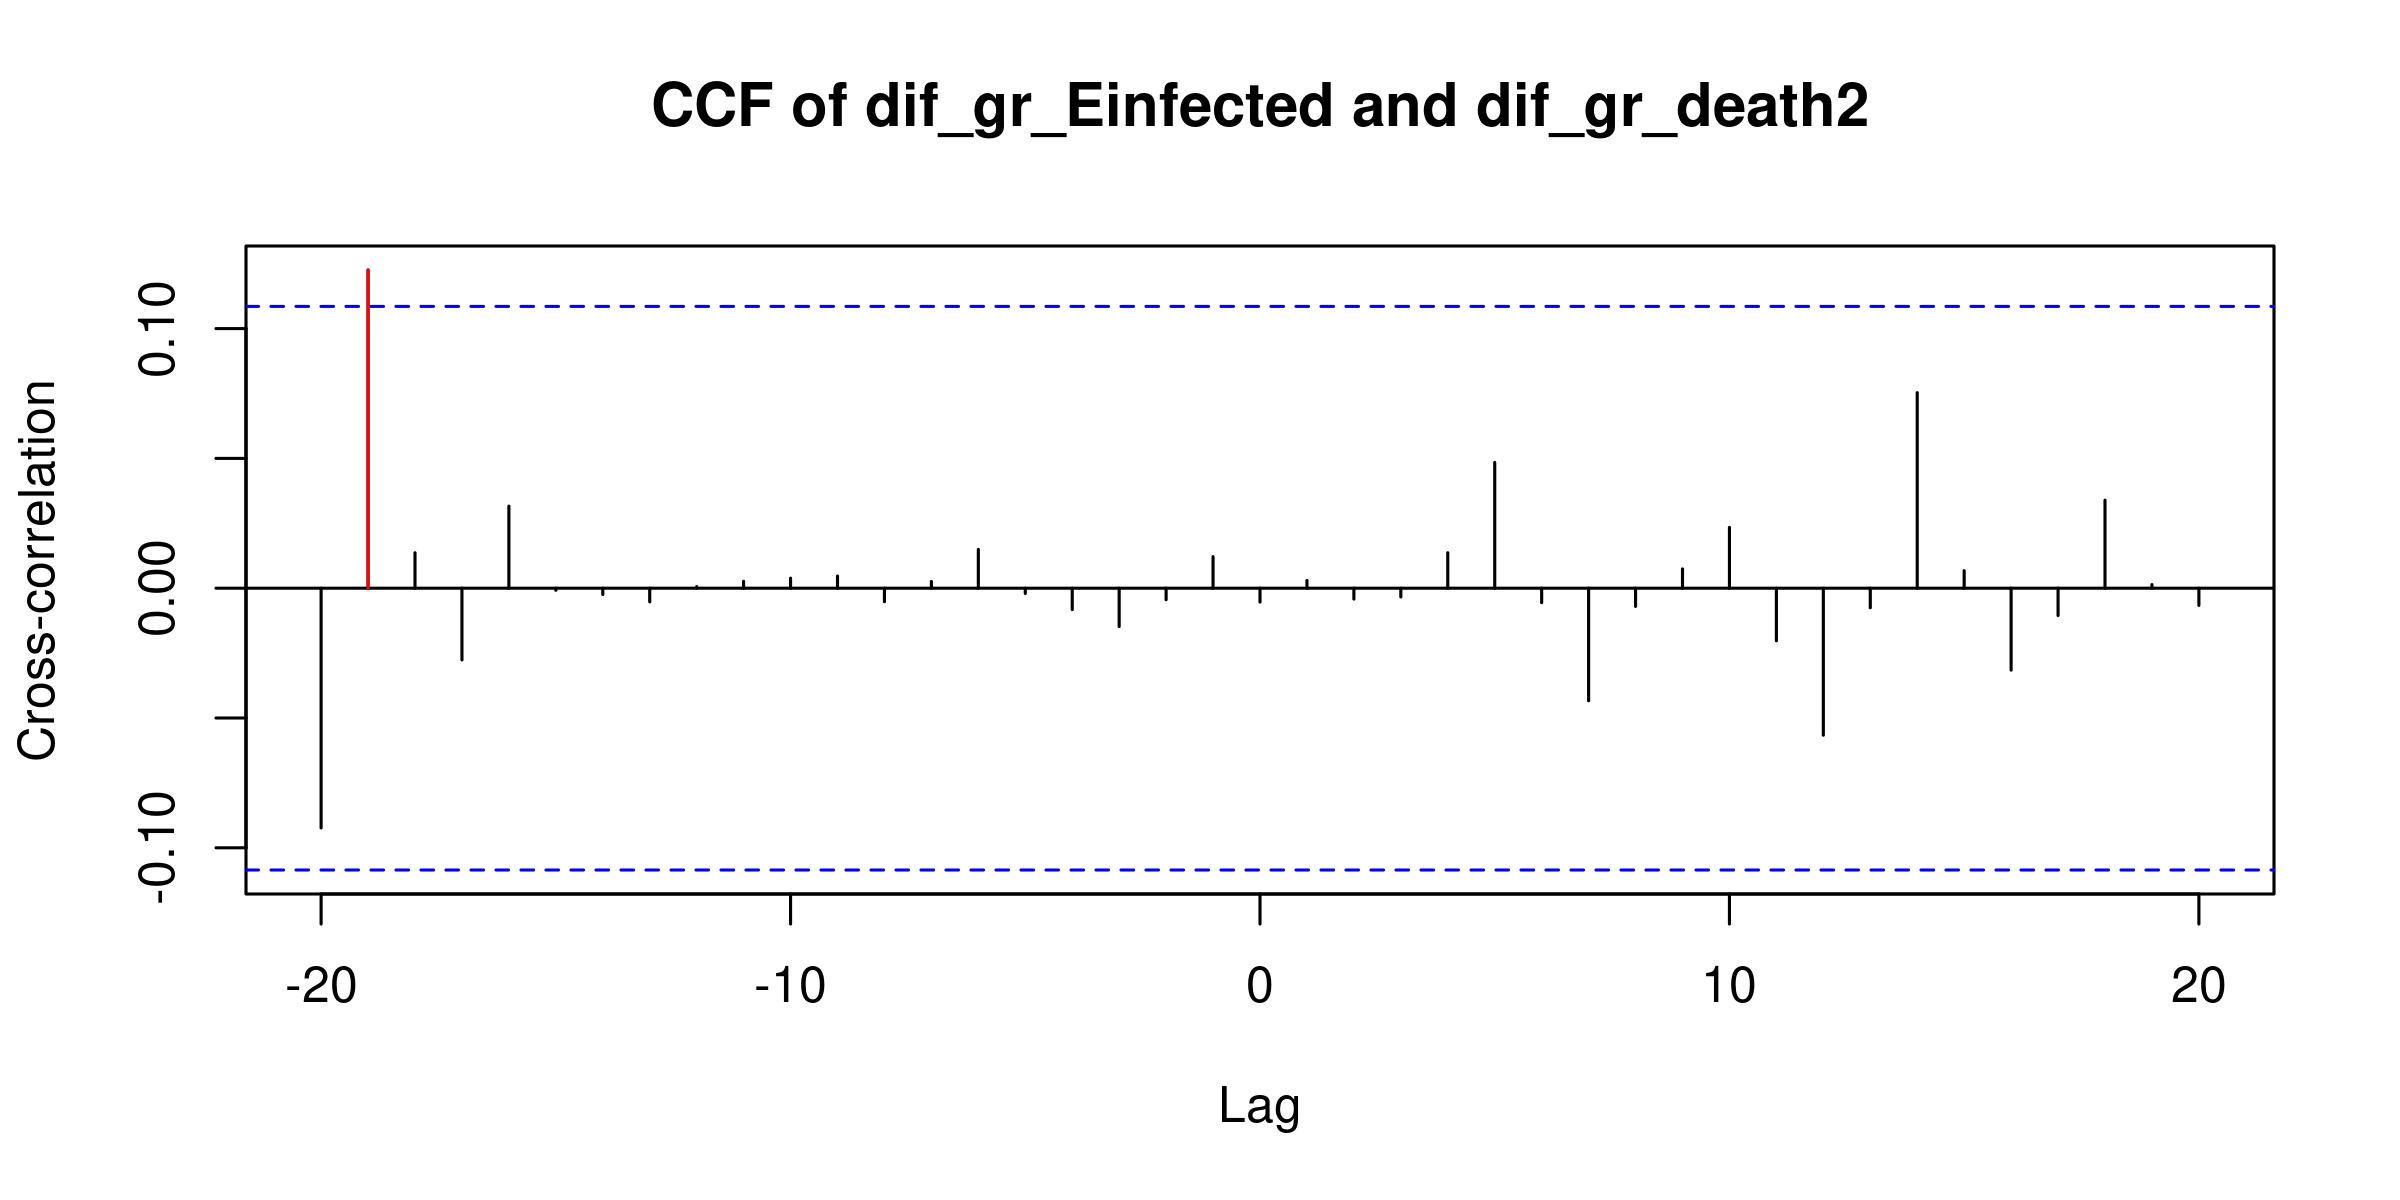 CCF of dif_gr_Einfected and dif_gr_death2
Cross-correlation
0.10
0.00
-0.10
-20 -10 0 10 20
Lag